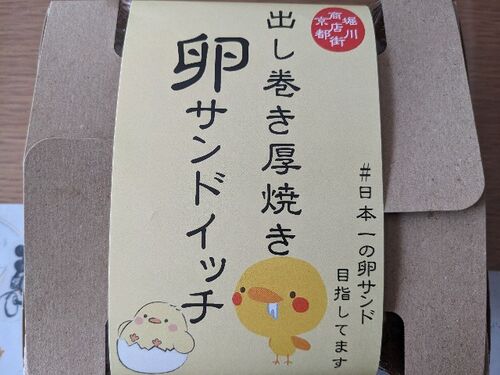 京都
商店街
堀川
出し巻き厚焼き
卵サンドイッチ
#日本一の卵サンド
目指してます